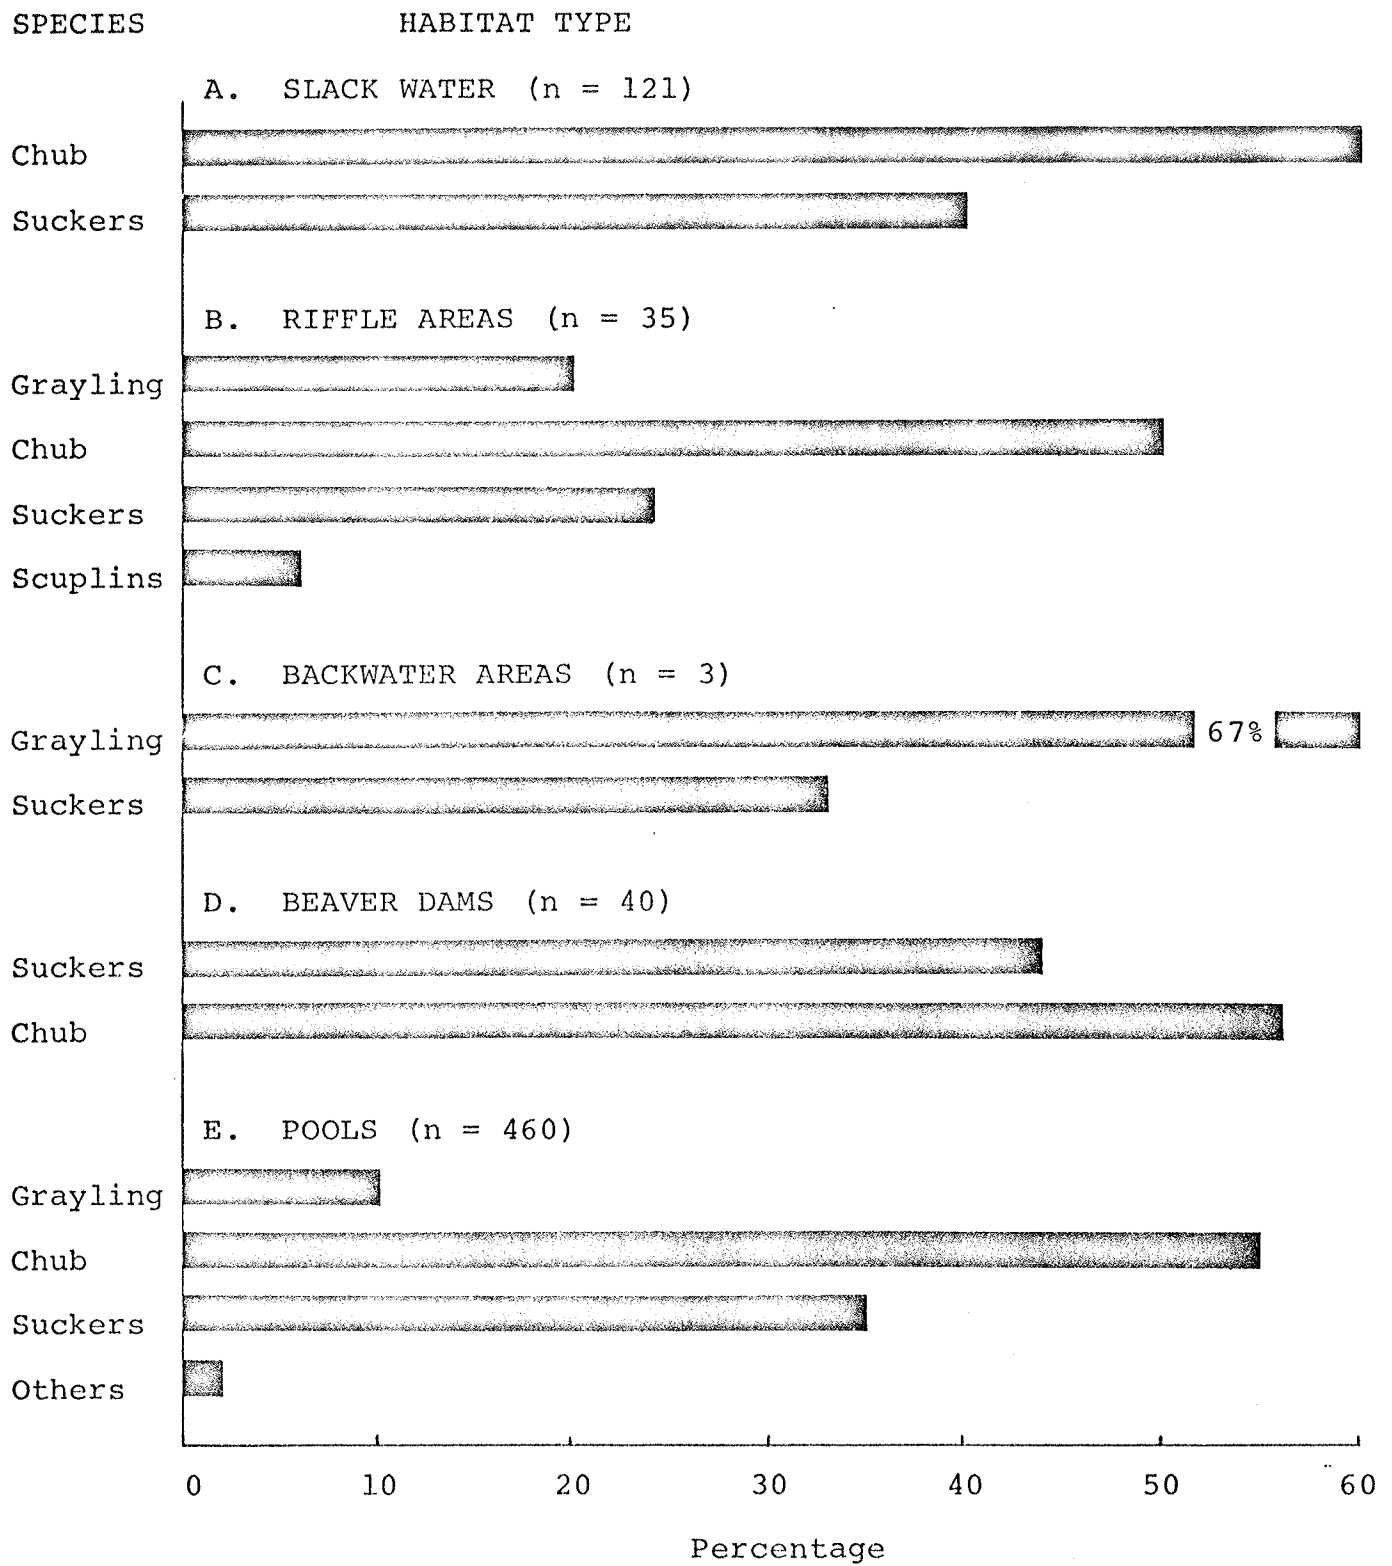 SPECIES HABITAT TYPE
A. SLACK WATER (n = 121)
Chub
Suckers
B. RIFFLE AREAS (n = 35)
Grayling
Chub
Suckers
Scuplins
C. BACKWATER AREAS (n = 3)
Grayling 67%
Suckers
D. BEAVER DAMS (n = 40)
Suckers
Chub
E. POOLS (n = 460)
Grayling
Chub
Suckers
Others
0 10 20 30 40 50 60
Percentage